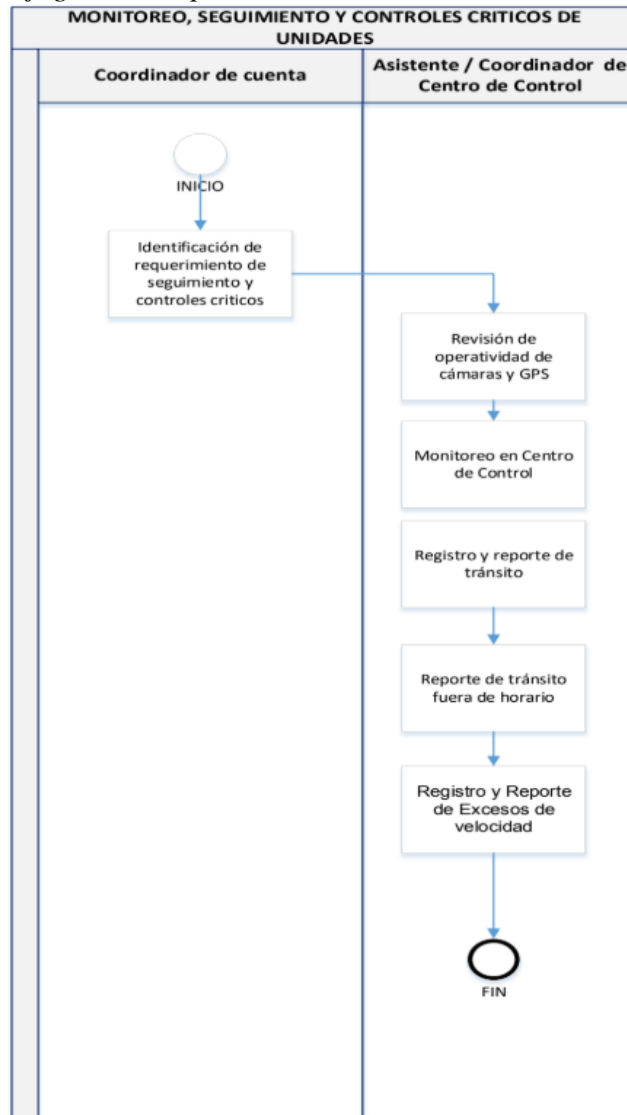 MONITOREO, SEGUIMIENTO Y CONTROLES CRITICOS DE
UNIDADES
Coordinador de cuenta
Asistente / Coordinador de
Centro de Control
INICIO
Identificación de
requerimiento de
seguimiento y
controles criticos
Revisión de
operatividad de
cámaras y GPS
Monitoreo en Centro
de Control
Registro y reporte de
tránsito
Reporte de tránsito
fuera de horario
Registro y Reporte
de Excesos de
velocidad
FIN